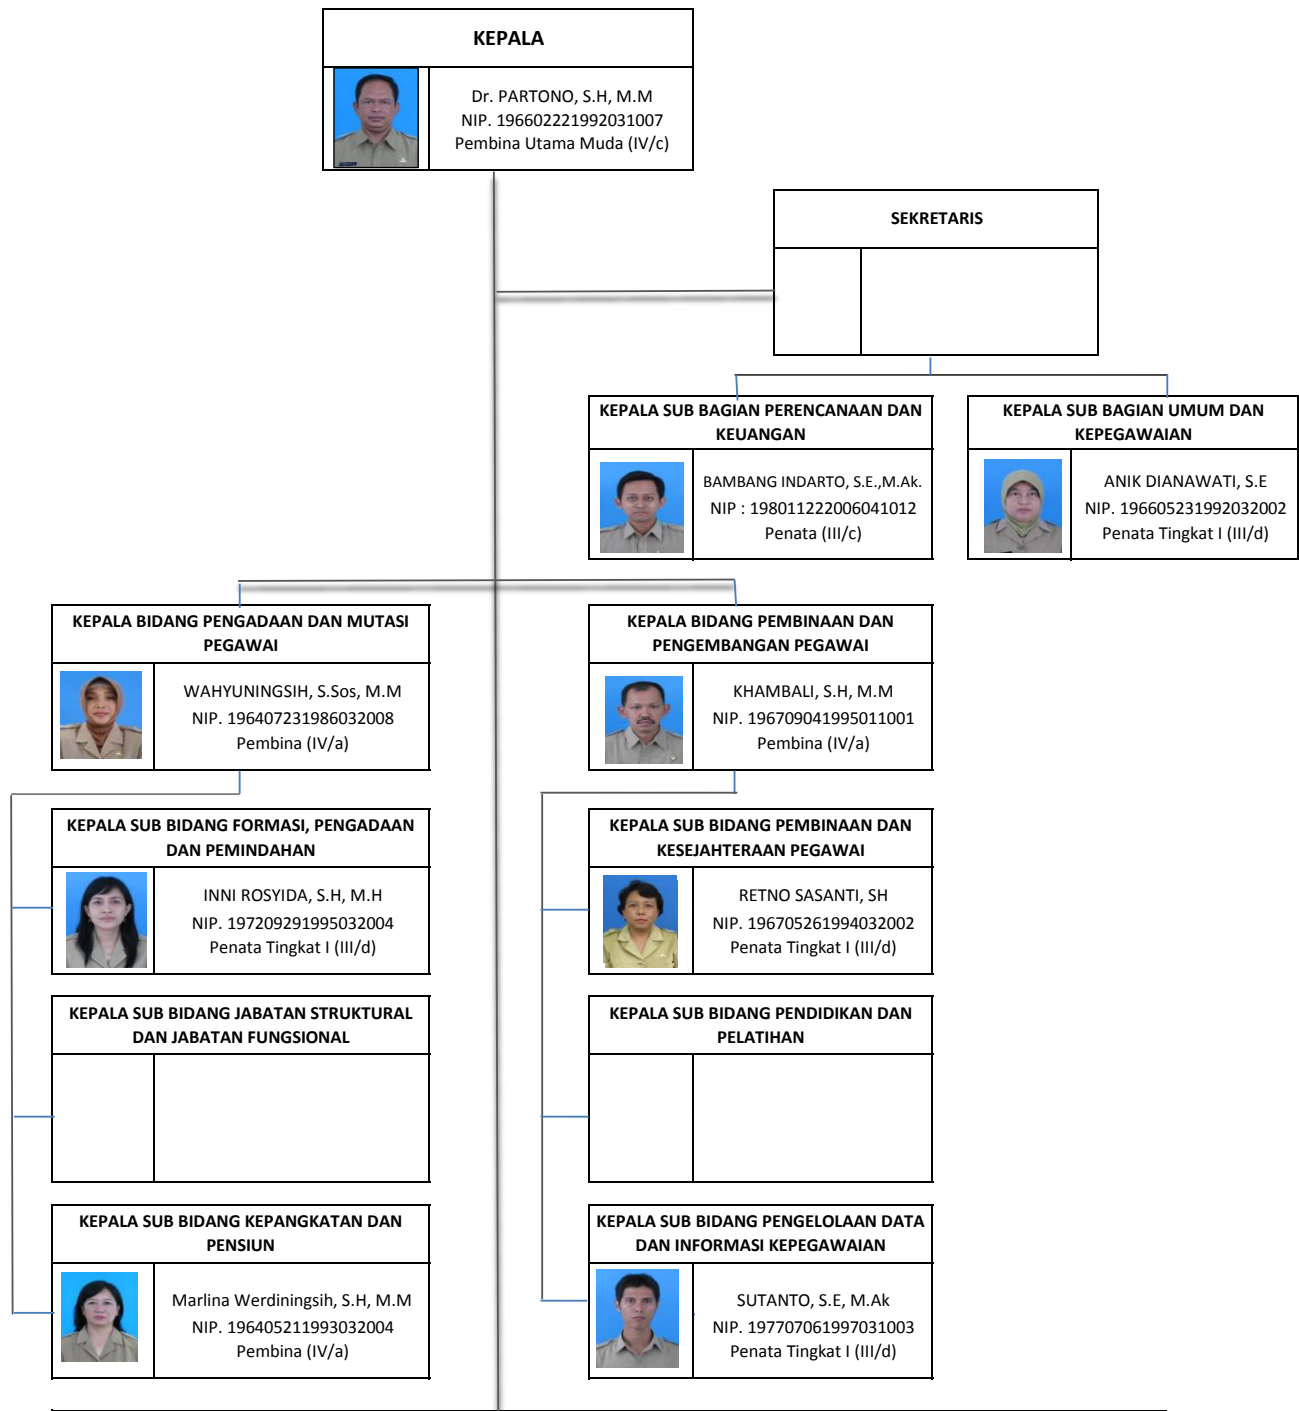 KEPALA
Dr. PARTONO, S.H, M.M
NIP. 196602221992031007
Pembina Utama Muda (IV/c)
SEKRETARIS
KEPALA SUB BAGIAN PERENCANAAN DAN
KEUANGAN
BAMBANG INDARTO, S.E.,M.Ak.
NIP : 198011222006041012
Penata (III/c)
KEPALA SUB BAGIAN UMUM DAN
KEPEGAWAIAN
ANIK DIANAWATI, S.E
NIP. 196605231992032002
Penata Tingkat I (III/d)
KEPALA BIDANG PENGADAAN DAN MUTASI
PEGAWAI
WAHYUNINGSIH, S.Sos, M.M
NIP. 196407231986032008
Pembina (IV/a)
KEPALA BIDANG PEMBINAAN DAN
PENGEMBANGAN PEGAWAI
KHAMBALI, S.H, M.M
NIP. 196709041995011001
Pembina (IV/a)
KEPALA SUB BIDANG FORMASI, PENGADAAN
DAN PEMINDAHAN
INNI ROSYIDA, S.H, M.H
NIP. 197209291995032004
Penata Tingkat I (III/d)
KEPALA SUB BIDANG PEMBINAAN DAN
KESEJAHTERAAN PEGAWAI
RETNO SASANTI, SH
NIP. 196705261994032002
Penata Tingkat I (III/d)
KEPALA SUB BIDANG JABATAN STRUKTURAL
DAN JABATAN FUNGSIONAL
KEPALA SUB BIDANG PENDIDIKAN DAN
PELATIHAN
KEPALA SUB BIDANG KEPANGKATAN DAN
PENSIUN
Marlina Werdiningsih, S.H, M.M
NIP. 196405211993032004
Pembina (IV/a)
KEPALA SUB BIDANG PENGELOLAAN DATA
DAN INFORMASI KEPEGAWAIAN
SUTANTO, S.E, M.Ak
NIP. 197707061997031003
Penata Tingkat I (III/d)